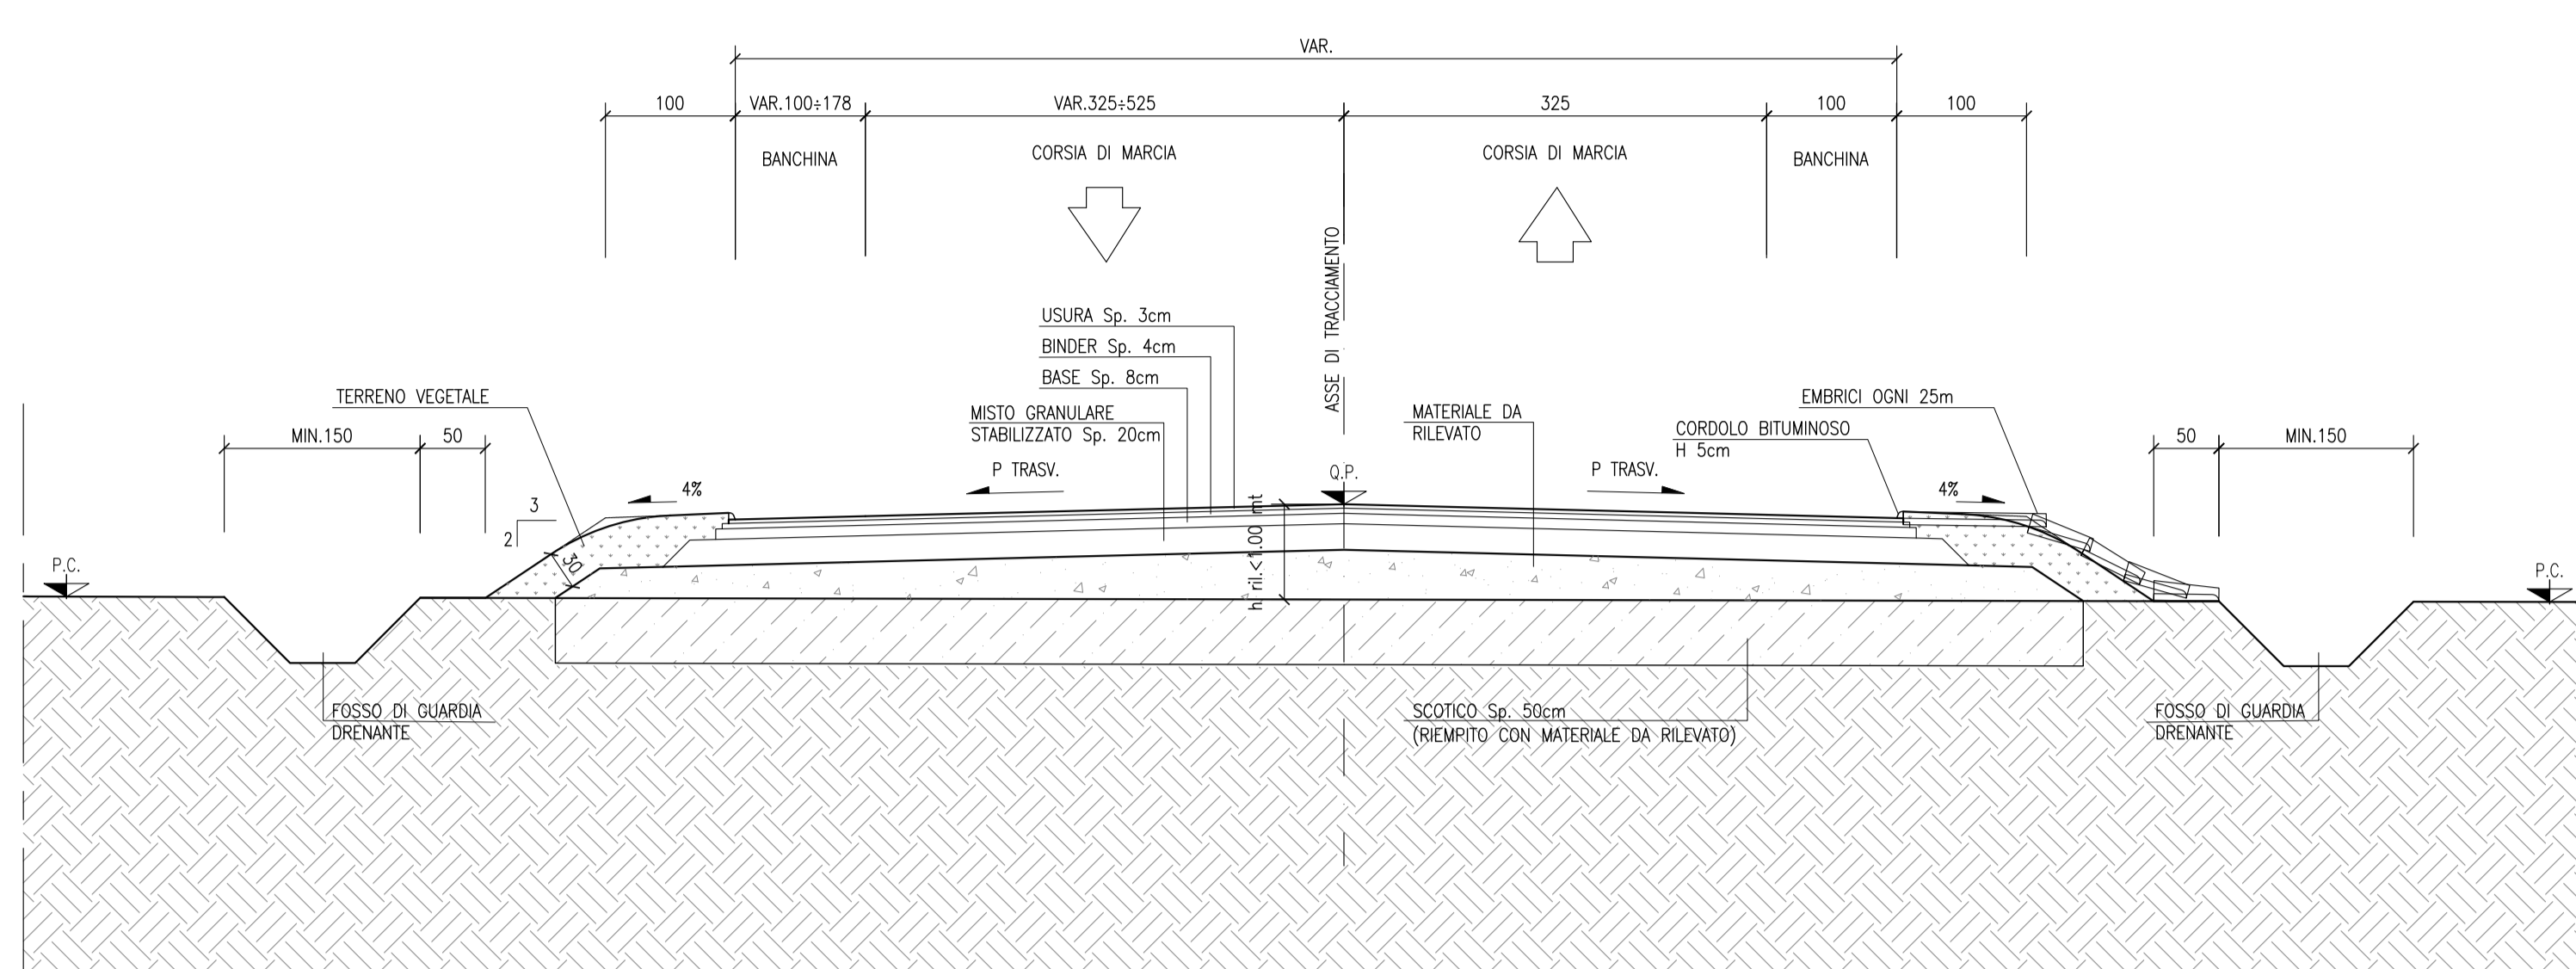 VAR.
100
VAR.100÷178
VAR.325÷525
325
100
100
BANCHINA
CORSIA DI MARCIA
CORSIA DI MARCIA
BANCHINA
ASSE DI TRACCIAMENTO
USURA Sp. 3cm
BINDER Sp. 4cm
BASE Sp. 8cm
MISTO GRANULARE
STABILIZZATO Sp. 20cm
TERRENO VEGETALE
MATERIALE DA
RILEVATO
EMBRICI OGNI 25m
CORDOLO BITUMINOSO
H 5cm
MIN.150
50
50
MIN.150
P TRASV.
Q.P.
P TRASV.
4%
4%
3
2
30
h ril.<1.00 mt
P.C.
P.C.
FOSSO DI GUARDIA
DRENANTE
SCOTICO Sp. 50cm
(RIEMPITO CON MATERIALE DA RILEVATO)
FOSSO DI GUARDIA
DRENANTE